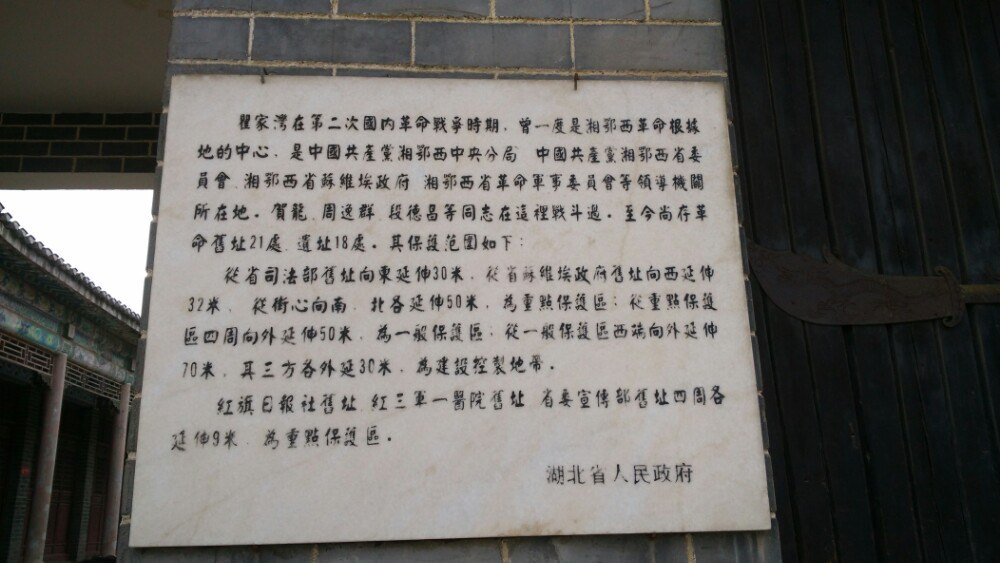 瞿家灣在第二次國内革命戰爭時期，曾一度是湘鄂西革命根據
地的中心，是中國共產黨湘鄂西中央分局、中國共產黨湘鄂西省委
員會、湘鄂西省蘇維埃政府、湘鄂西省革命軍事委員會等領導機關
所在地。賀龍、周逸群、段德昌等同志在這裡戰斗過。至今尚存革
命舊址21處、遺址18處。其保護范圍如下：
從省司法部舊址向東延伸30米，從省蘇維埃政府舊址向西延伸
32米，從街心向南、北各延伸50米，為重點保護區；從重點保護
區四周向外延伸50米，為一般保護區；從一般保護區西端向外延伸
70米，其三方各外延30米，為建設控製地帶。
紅旗日報社舊址、紅三軍一醫院舊址、省委宣傳部舊址四周各
延伸9米，為重點保護區。
湖北省人民政府